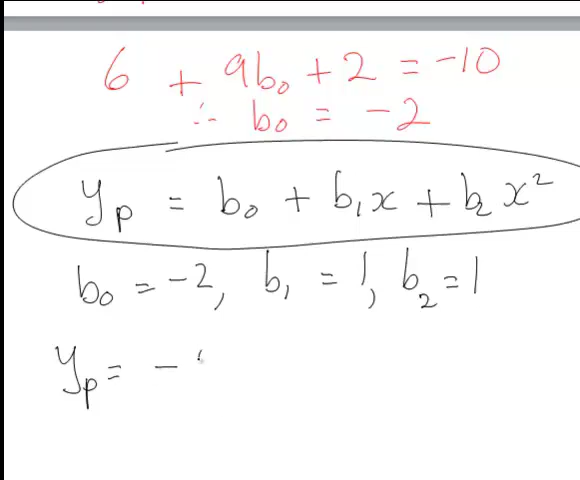 6 + 9b₀ + 2 = -10
∴ b₀ = -2
yₚ = b₀ + b₁x + b₂x²
b₀ = -2, b₁ = 1, b₂ = 1
yₚ = -